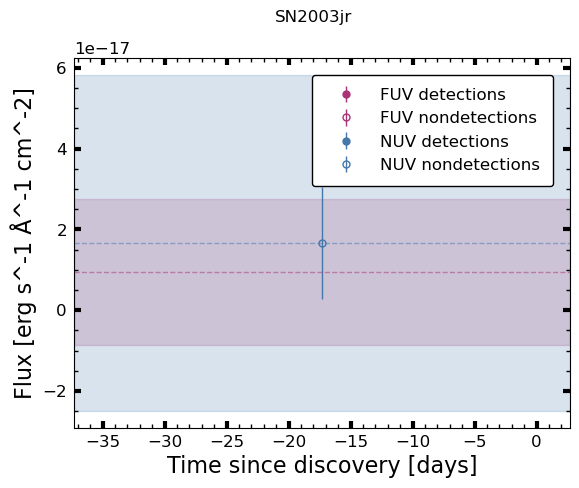 SN2003jr
1e−17
6
4
2
0
−2
Flux [erg s^-1 Å^-1 cm^-2]
FUV detections
FUV nondetections
NUV detections
NUV nondetections
−35 −30 −25 −20 −15 −10 −5 0
Time since discovery [days]